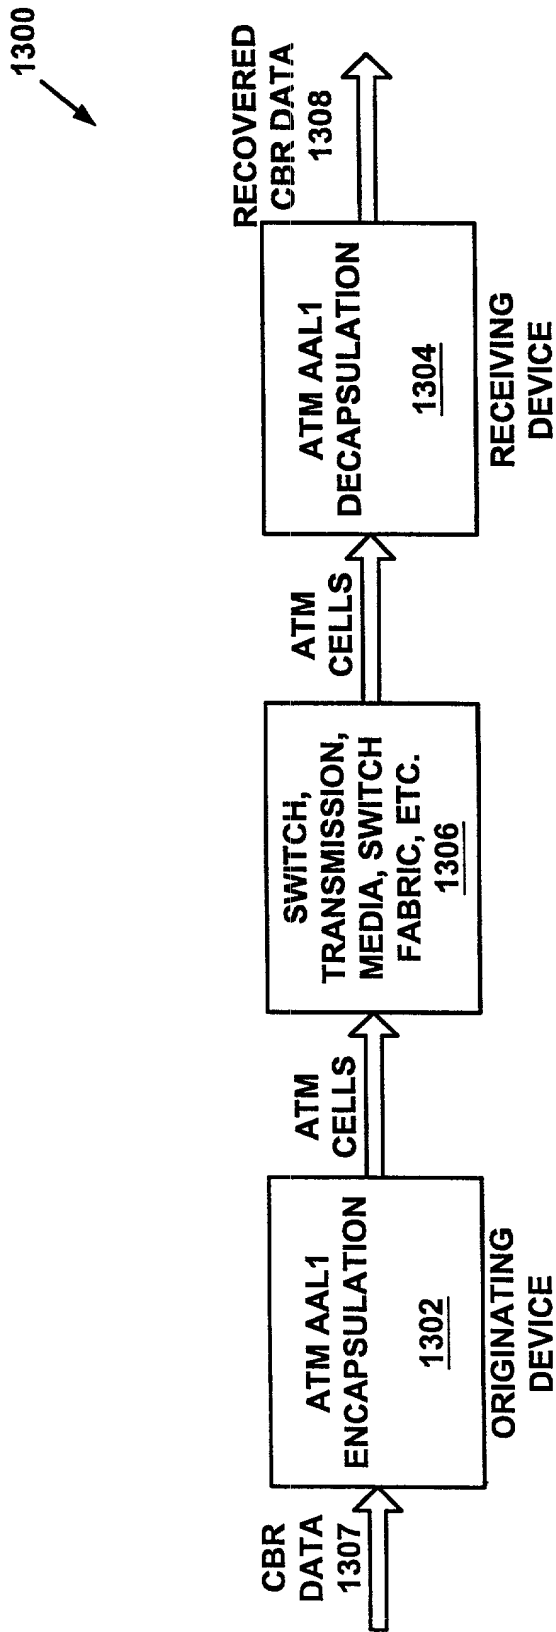 1300
CBR
DATA
1307
ATM AAL1
ENCAPSULATION
1302
ORIGINATING
DEVICE
ATM
CELLS
SWITCH,
TRANSMISSION,
MEDIA, SWITCH
FABRIC, ETC.
1306
ATM
CELLS
ATM AAL1
DECAPSULATION
1304
RECEIVING
DEVICE
RECOVERED
CBR DATA
1308